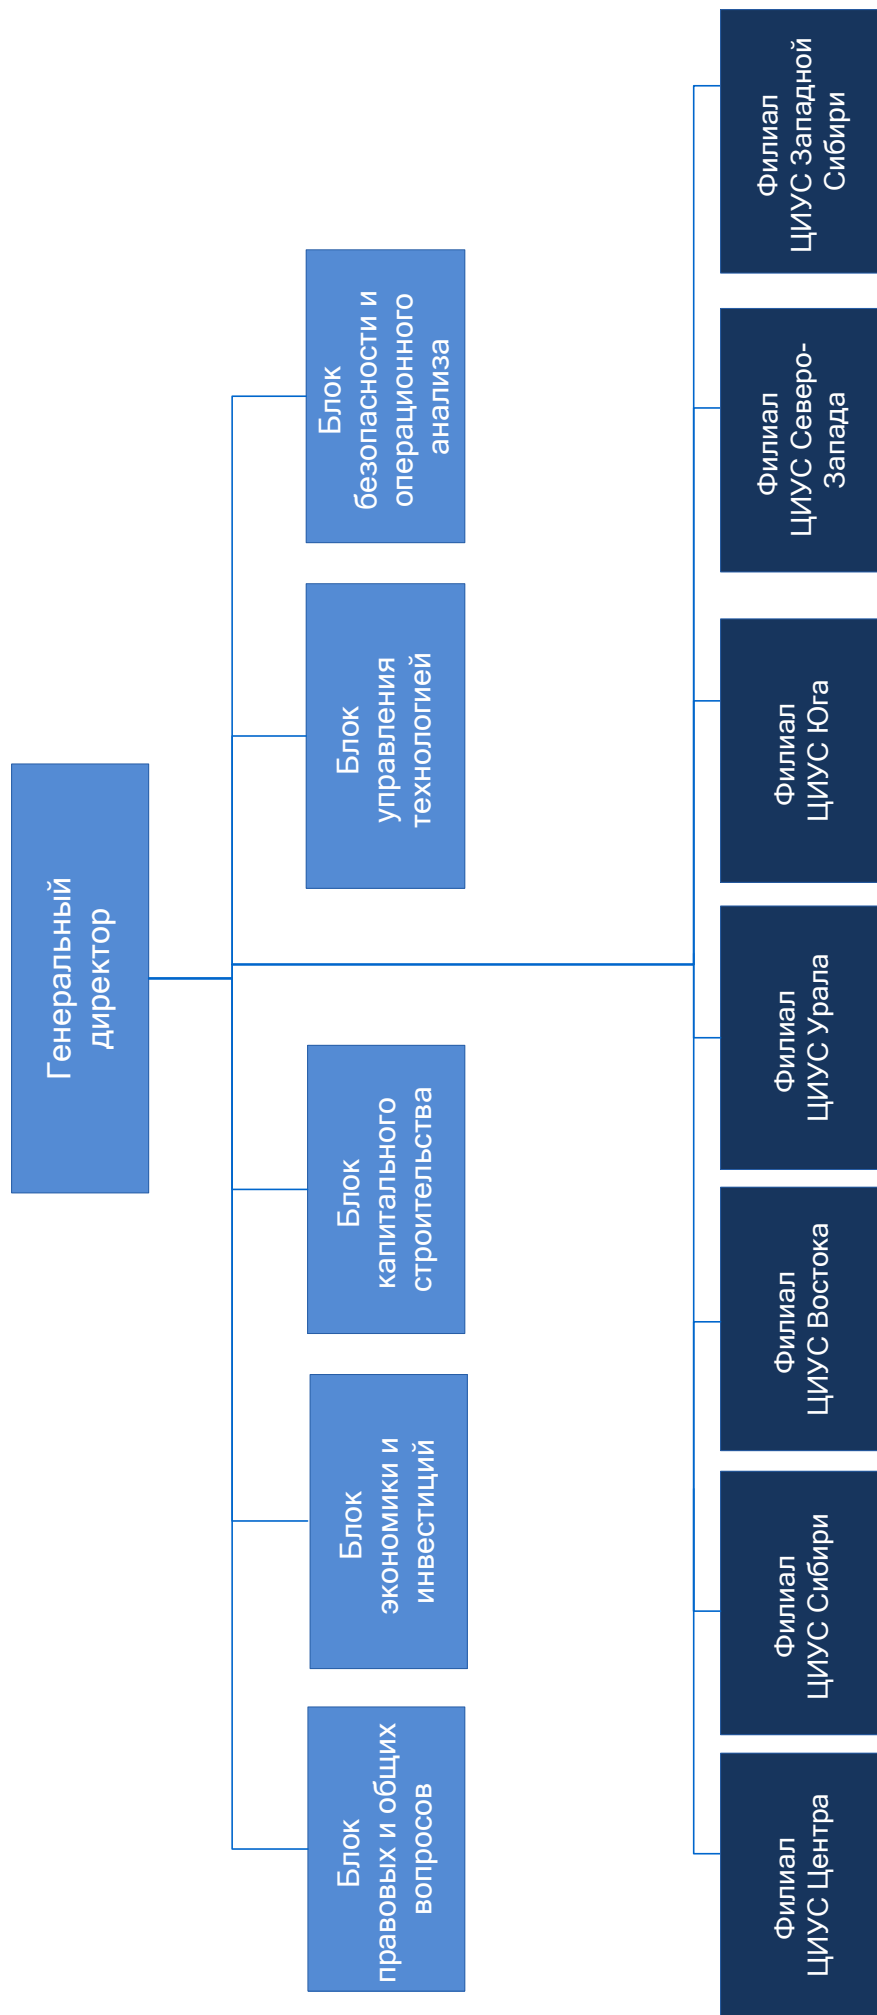 Генеральный
директор
Блок
правовых и общих
вопросов
Блок
экономики и
инвестиций
Блок
капитального
строительства
Блок
управления
технологией
Блок
безопасности и
операционного
анализа
Филиал
ЦИУС Центра
Филиал
ЦИУС Сибири
Филиал
ЦИУС Востока
Филиал
ЦИУС Урала
Филиал
ЦИУС Юга
Филиал
ЦИУС Северо-
Запада
Филиал
ЦИУС Западной
Сибири